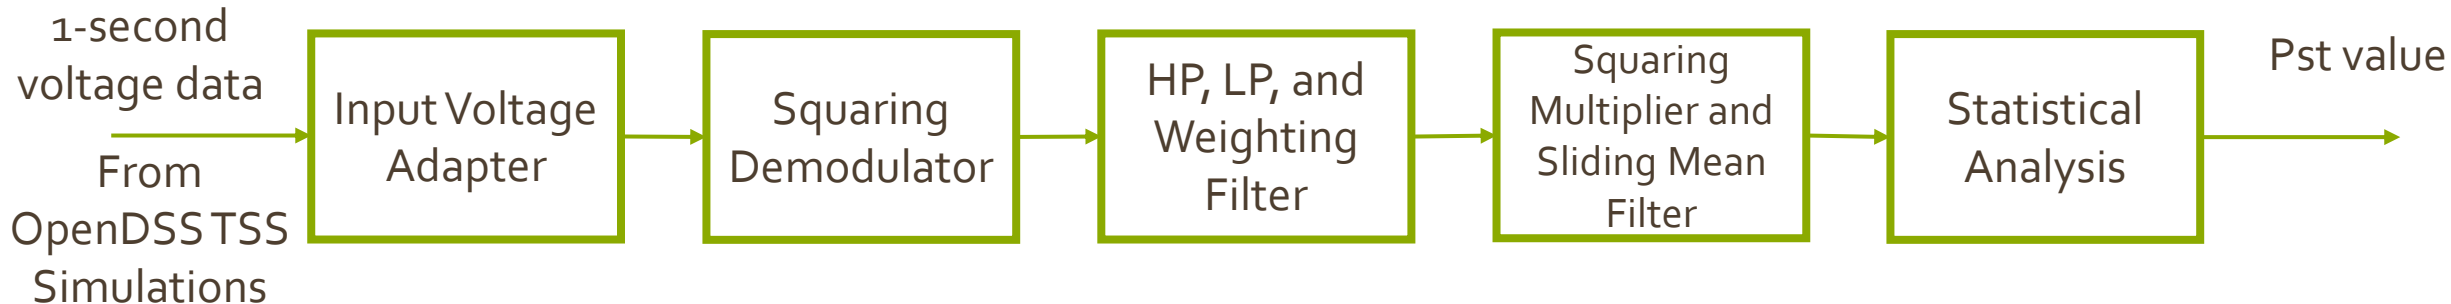 1-second
voltage data
From
OpenDSS TSS
Simulations
Input Voltage
Adapter
Squaring
Demodulator
HP, LP, and
Weighting
Filter
Squaring
Multiplier and
Sliding Mean
Filter
Statistical
Analysis
Pst value